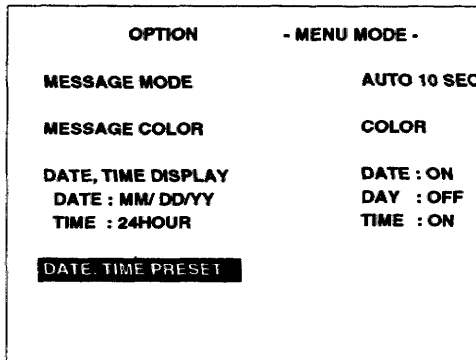 OPTION - MENU MODE -
MESSAGE MODE AUTO 10 SEC
MESSAGE COLOR COLOR
DATE, TIME DISPLAY DATE : ON
DATE : MM/ DD/YY DAY : OFF
TIME : 24HOUR TIME : ON
DATE. TIME PRESET